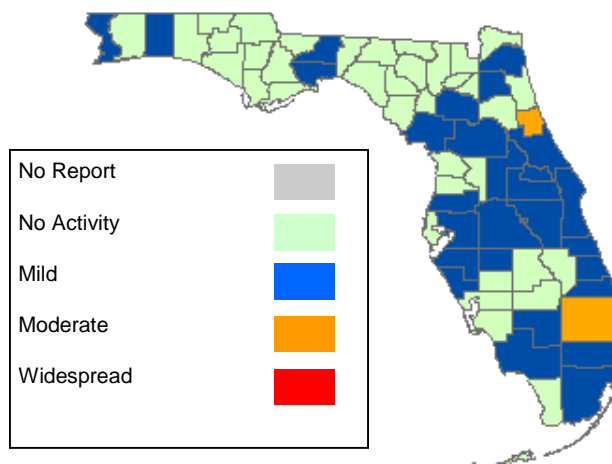 No Report
No Activity
Mild
Moderate
Widespread